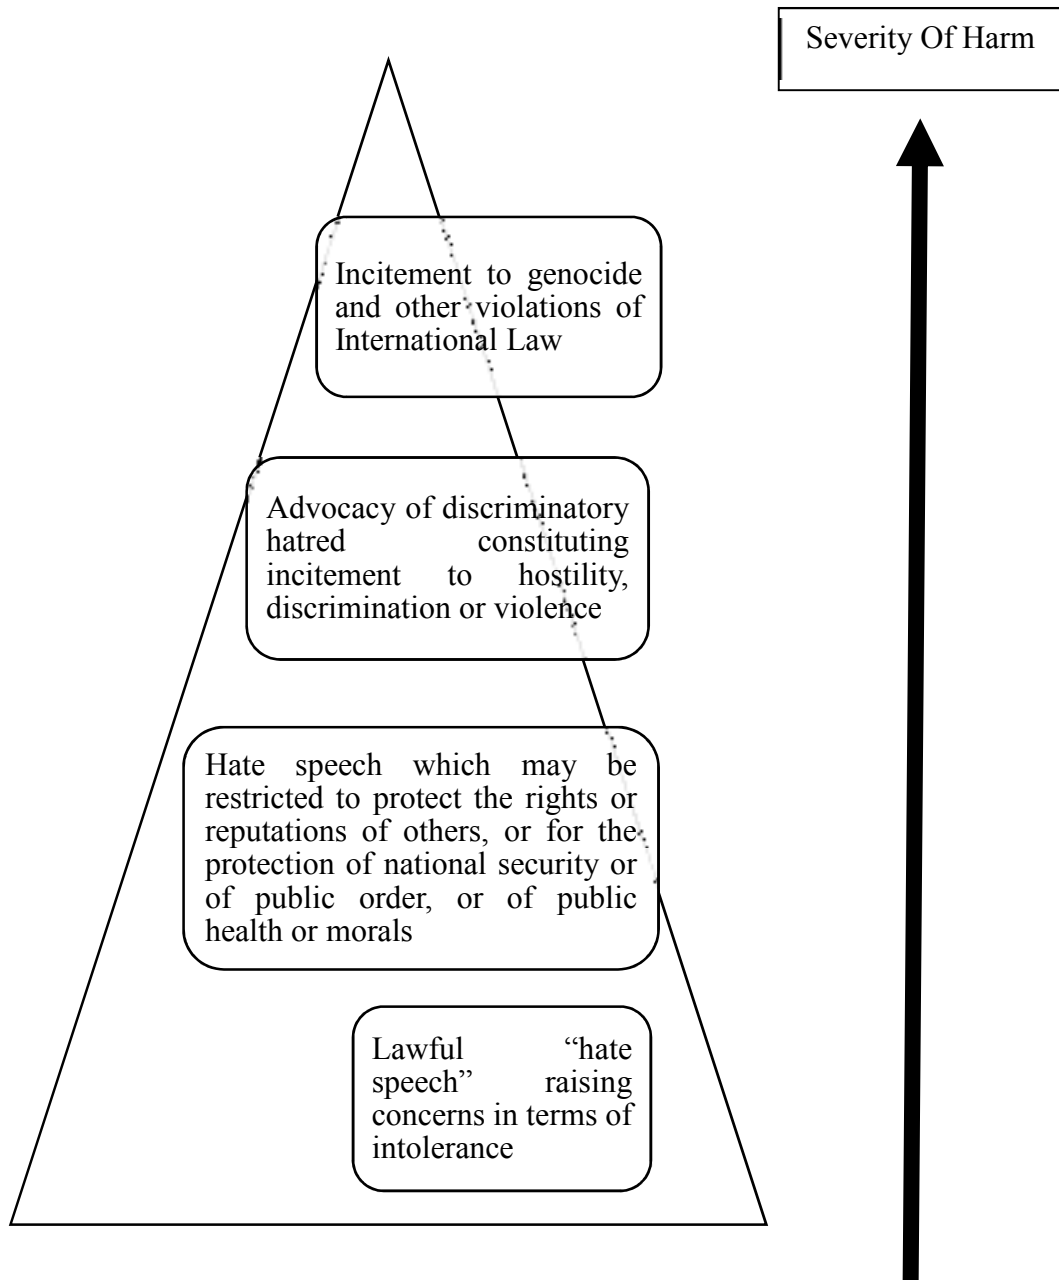 Severity Of Harm
Incitement to genocide
and other violations of
International Law
Advocacy of discriminatory
hatred constituting
incitement to hostility,
discrimination or violence
Hate speech which may be
restricted to protect the rights or
reputations of others, or for the
protection of national security or
of public order, or of public
health or morals
Lawful “hate
speech” raising
concerns in terms of
intolerance